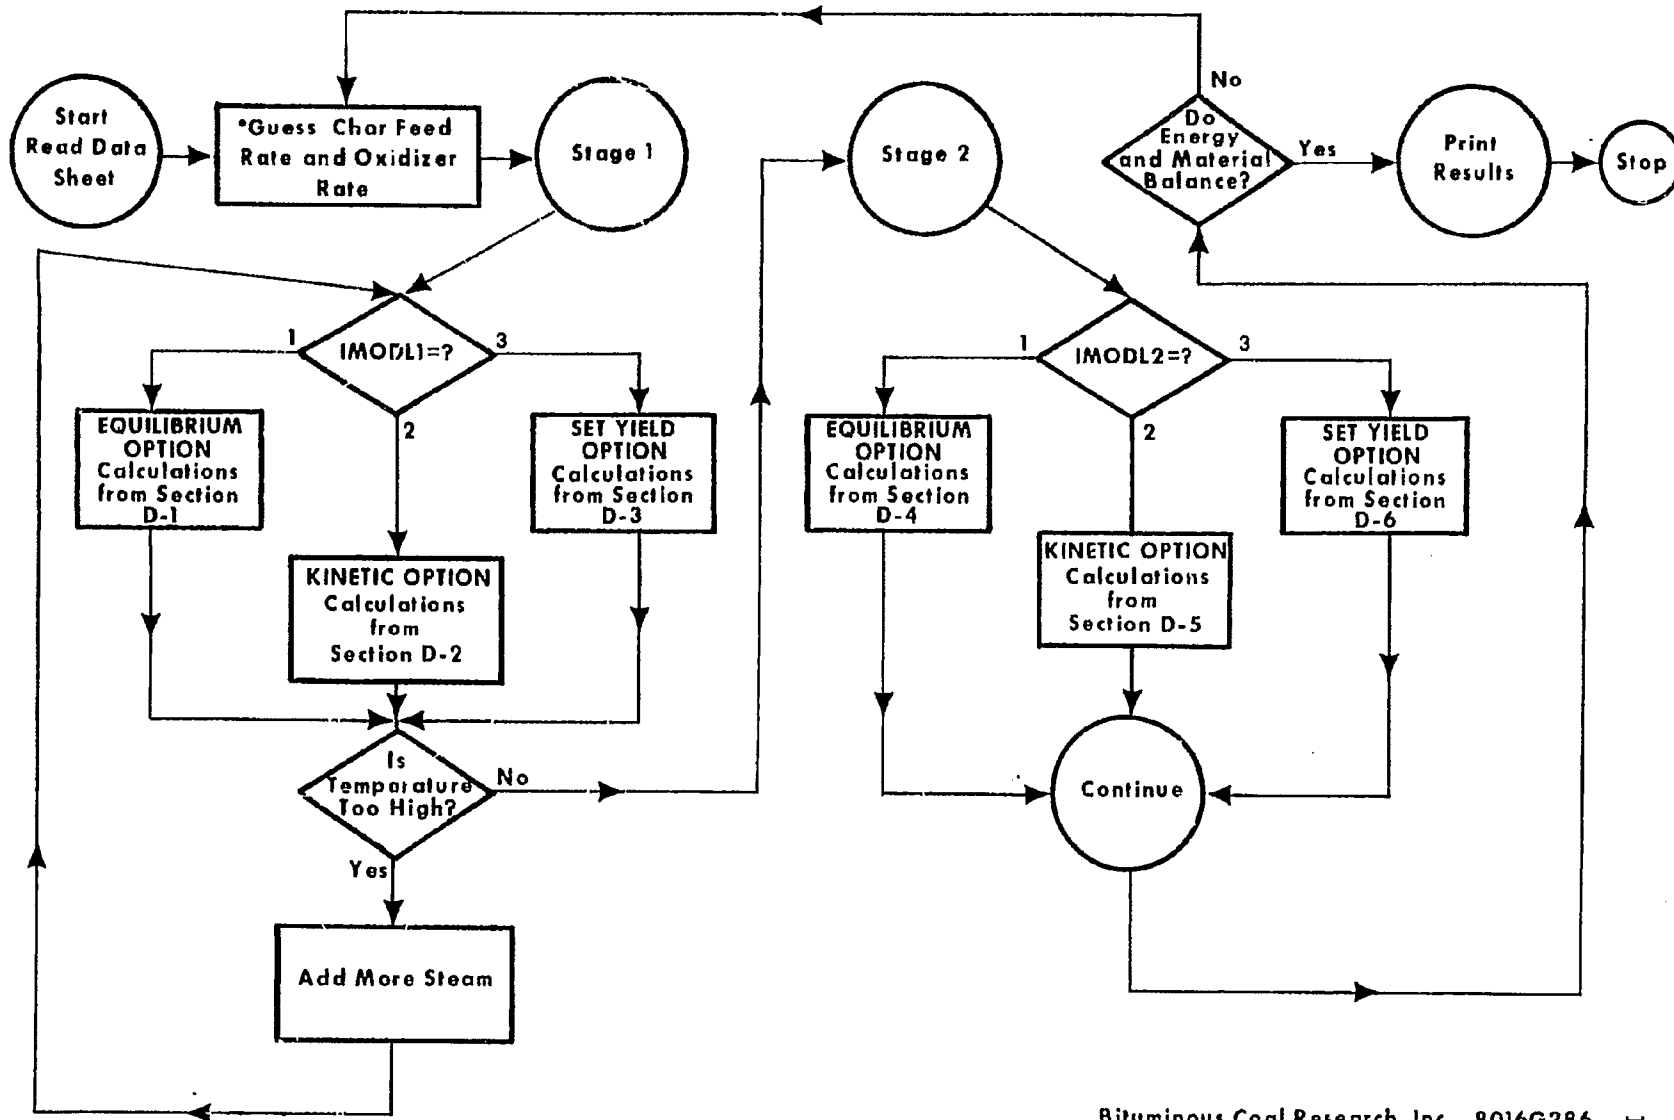 Start
Read Data
Sheet
*Guess Char Feed
Rate and Oxidizer
Rate
Stage 1
Stage 2
No
Do
Energy
and Material
Balance?
Yes
Print
Results
Stop
1
IMODL1=?
3
2
EQUILIBRIUM
OPTION
Calculations
from Section
D-1
SET YIELD
OPTION
Calculations
from Section
D-3
KINETIC OPTION
Calculations
from
Section D-2
Is
Temperature
Too High?
No
Yes
Add More Steam
1
IMODL2=?
3
2
EQUILIBRIUM
OPTION
Calculations
from Section
D-4
SET YIELD
OPTION
Calculations
from Section
D-6
KINETIC OPTION
Calculations
from
Section D-5
Continue
Bituminous Coal Research, Inc. 8016G286